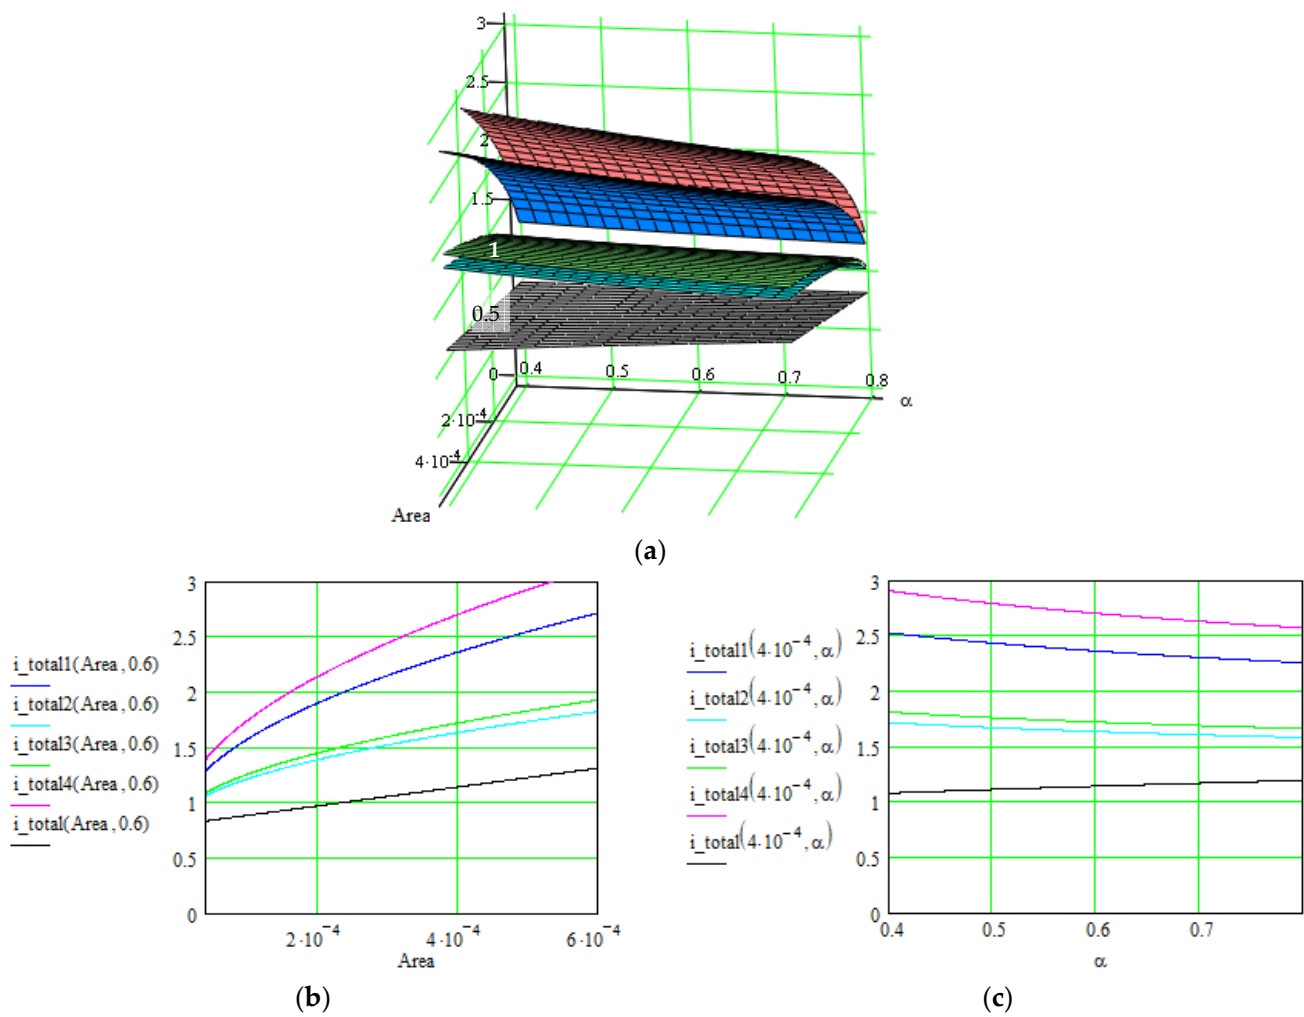 3
2.5
2
1.5
1
0.5
0
0.4
0.5
0.6
0.7
0.8
α
2·10⁻⁴
4·10⁻⁴
Area
(a)
3
2.5
2
1.5
1
0.5
0
i_total1(Area, 0.6)
i_total2(Area, 0.6)
i_total3(Area, 0.6)
i_total4(Area, 0.6)
i_total(Area, 0.6)
2·10⁻⁴
4·10⁻⁴
6·10⁻⁴
Area
(b)
3
2.5
2
1.5
1
0.5
0
i_total1(4·10⁻⁴, α)
i_total2(4·10⁻⁴, α)
i_total3(4·10⁻⁴, α)
i_total4(4·10⁻⁴, α)
i_total(4·10⁻⁴, α)
0.4
0.5
0.6
0.7
α
(c)